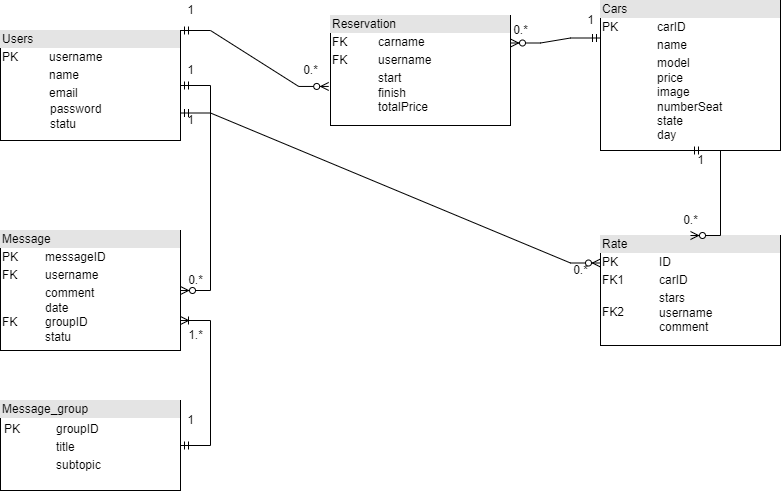 Users
PK username
name
email
password
statu
1
1
1
Reservation
FK carname
FK username
start
finish
totalPrice
0.*
0.*
Cars
PK carID
name
model
price
image
numberSeat
state
day
1
1
Message
PK messageID
FK username
comment
date
FK groupID
statu
0.*
1.*
Rate
PK ID
FK1 carID
stars
FK2 username
comment
0.*
0.*
Message_group
PK groupID
title
subtopic
1